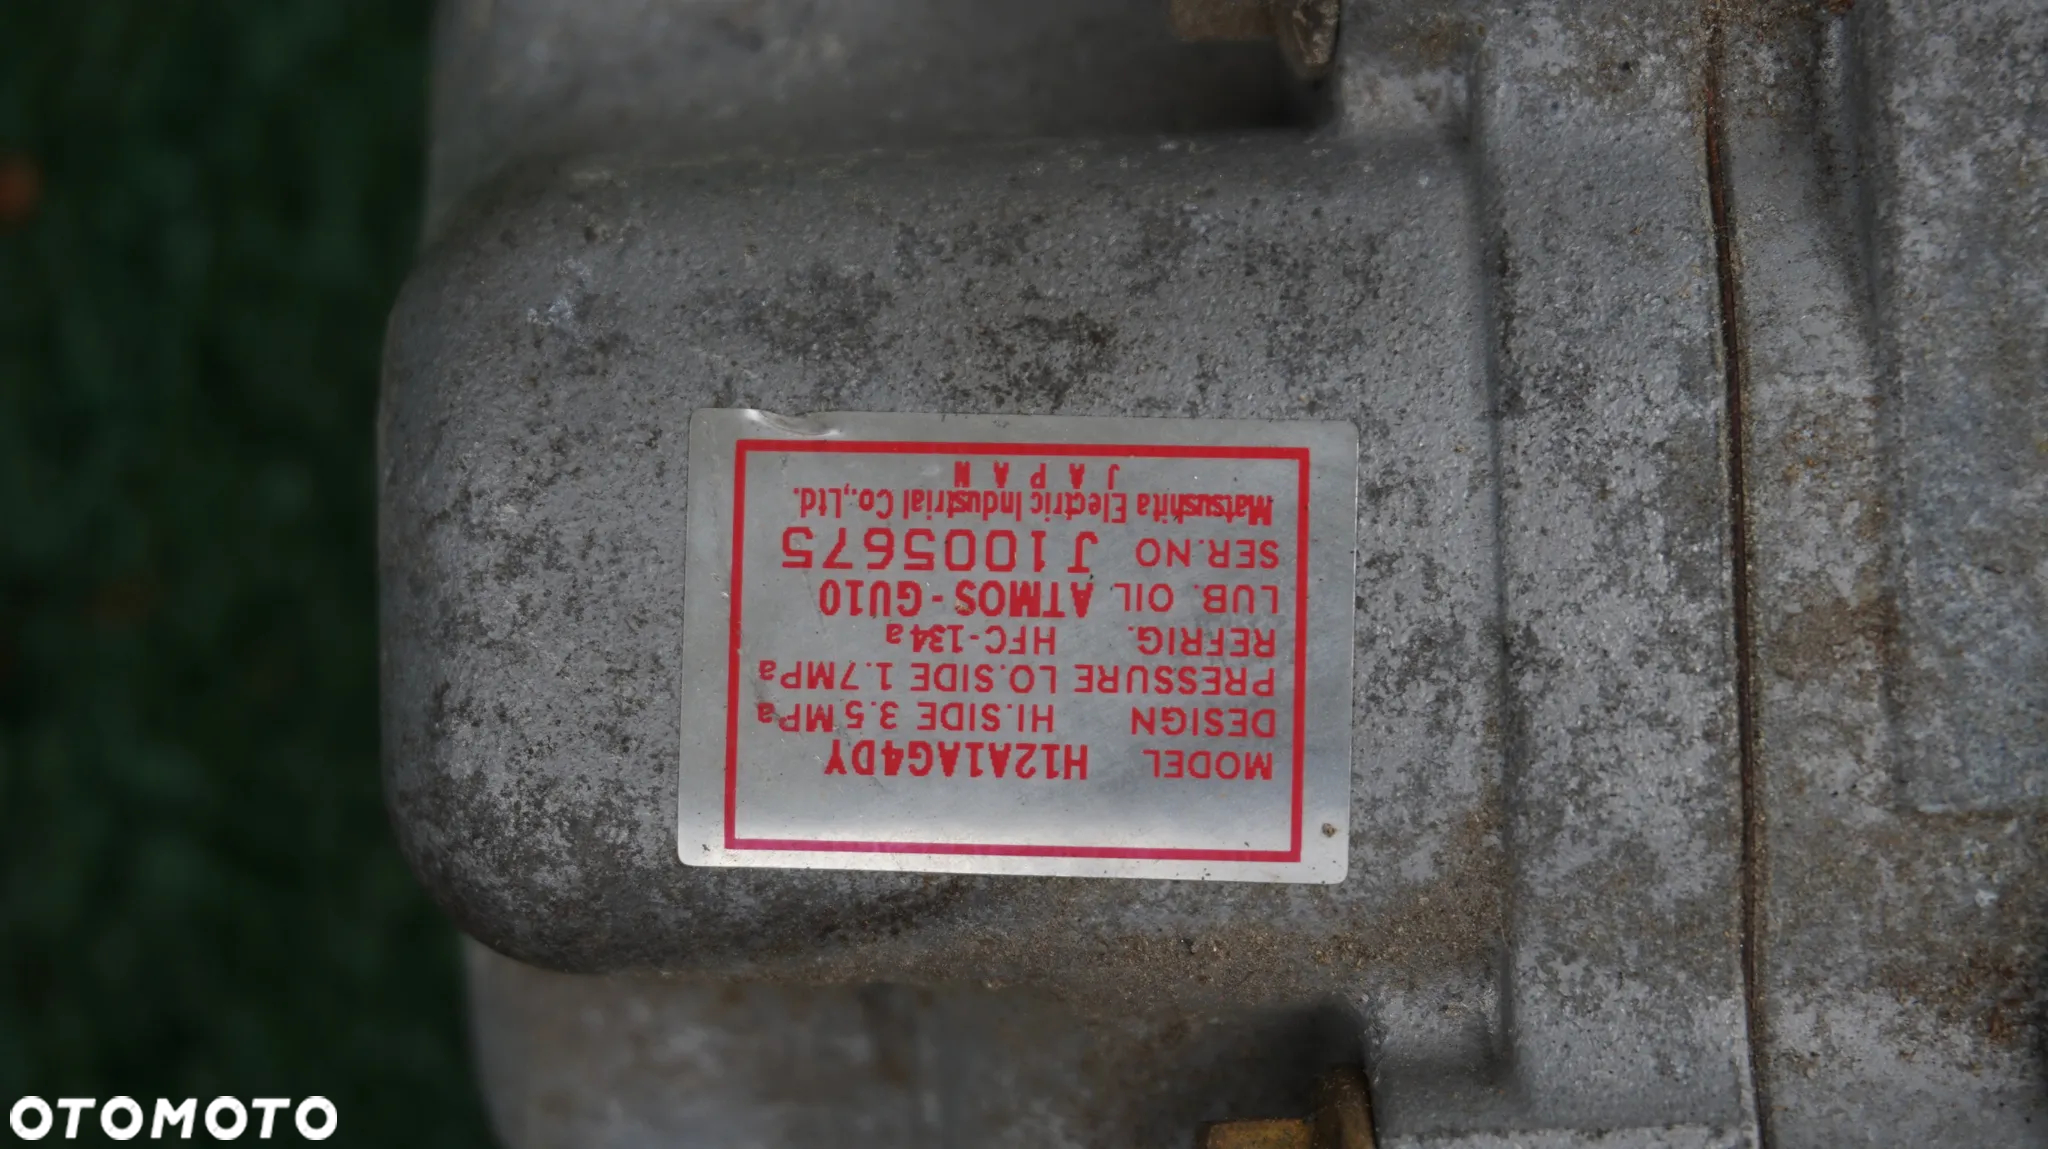 MODEL H12A1AG4DY
DESIGN HI.SIDE 3.5MPa
PRESSURE LO.SIDE 1.7MPa
REFRIG. HFC-134a
LUB. OIL ATMOS-GU10
SER.NO J1005675
Matsushita Electric Industrial Co.,Ltd.
JAPAN
OTOMOTO